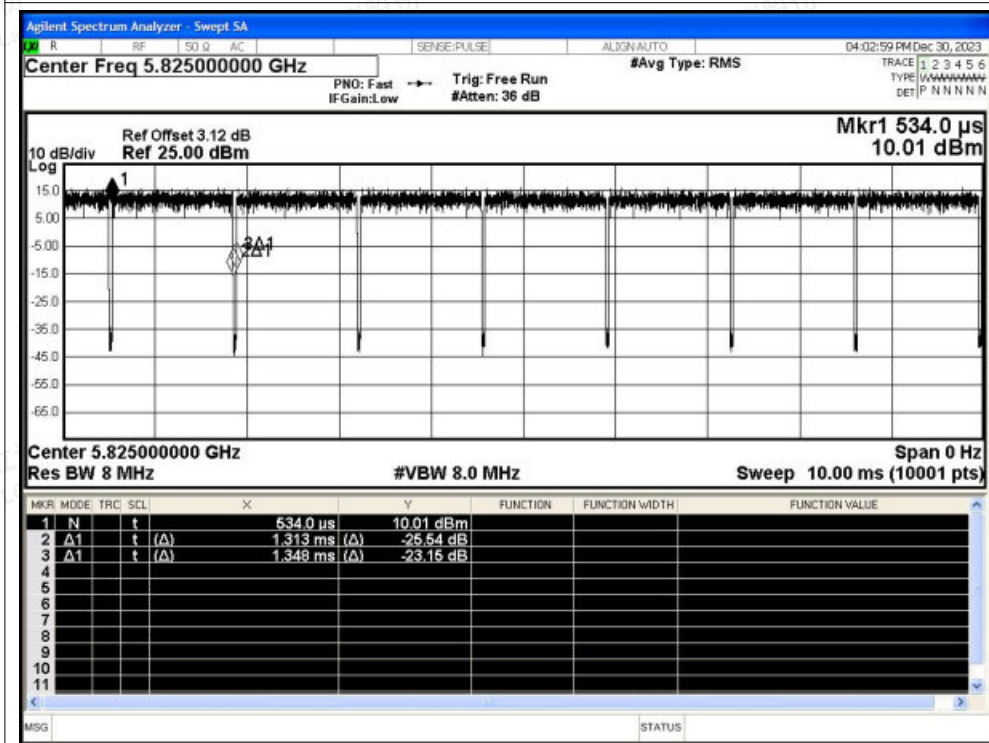 Agilent Spectrum Analyzer - Swept SA
R RF 50 Ω AC SENSE:PULSE ALIGN AUTO 04:02:59 PM Dec 30, 2023
Center Freq 5.825000000 GHz #Avg Type: RMS TRACE 1 2 3 4 5 6
PNO: Fast Trig: Free Run TYPE
IFGain:Low #Atten: 36 dB DET P N N N N N
Mkr1 534.0 µs
Ref Offset 3.12 dB
10 dB/div Ref 25.00 dBm 10.01 dBm
Log
1
15.0
5.00
-5.00
3Δ1
2Δ1
-15.0
-25.0
-35.0
-45.0
-55.0
-65.0
Center 5.825000000 GHz Span 0 Hz
Res BW 8 MHz #VBW 8.0 MHz Sweep 10.00 ms (10001 pts)
MKR MODE TRC SCL X Y FUNCTION FUNCTION WIDTH FUNCTION VALUE
1 N t 534.0 µs 10.01 dBm
2 Δ1 t (Δ) 1.313 ms (Δ) -25.54 dB
3 Δ1 t (Δ) 1.348 ms (Δ) -23.15 dB
4
5
6
7
8
9
10
11
MSG STATUS